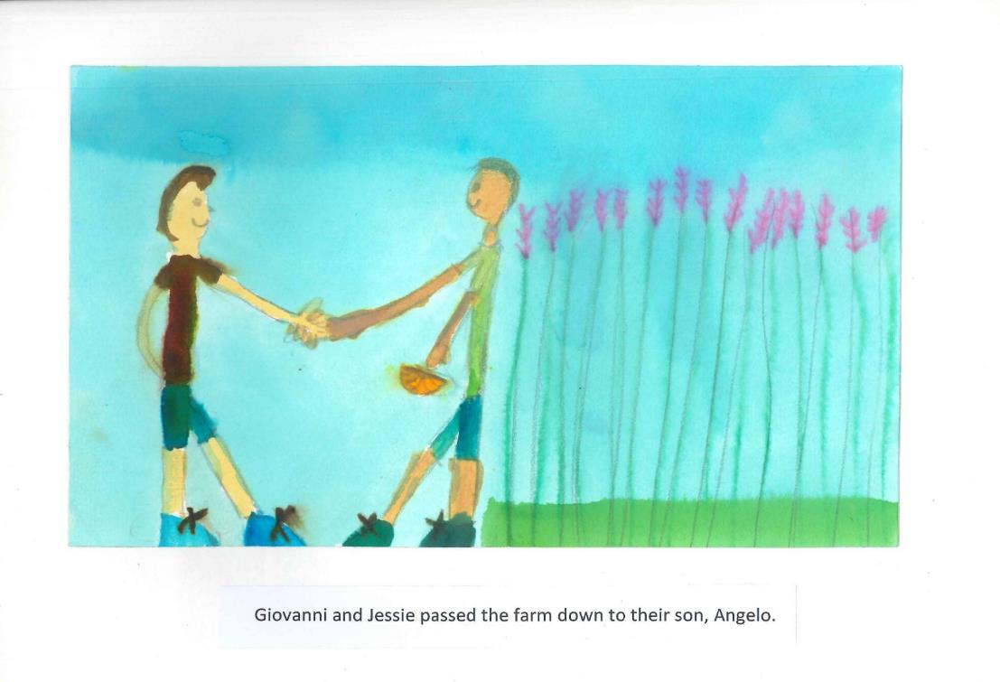 Giovanni and Jessie passed the farm down to their son, Angelo.